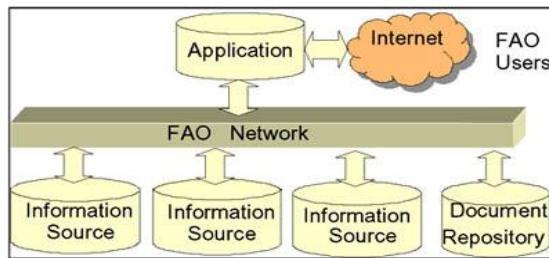 Application
Internet
FAO
Users
FAO Network
Information
Source
Information
Source
Information
Source
Document
Repository